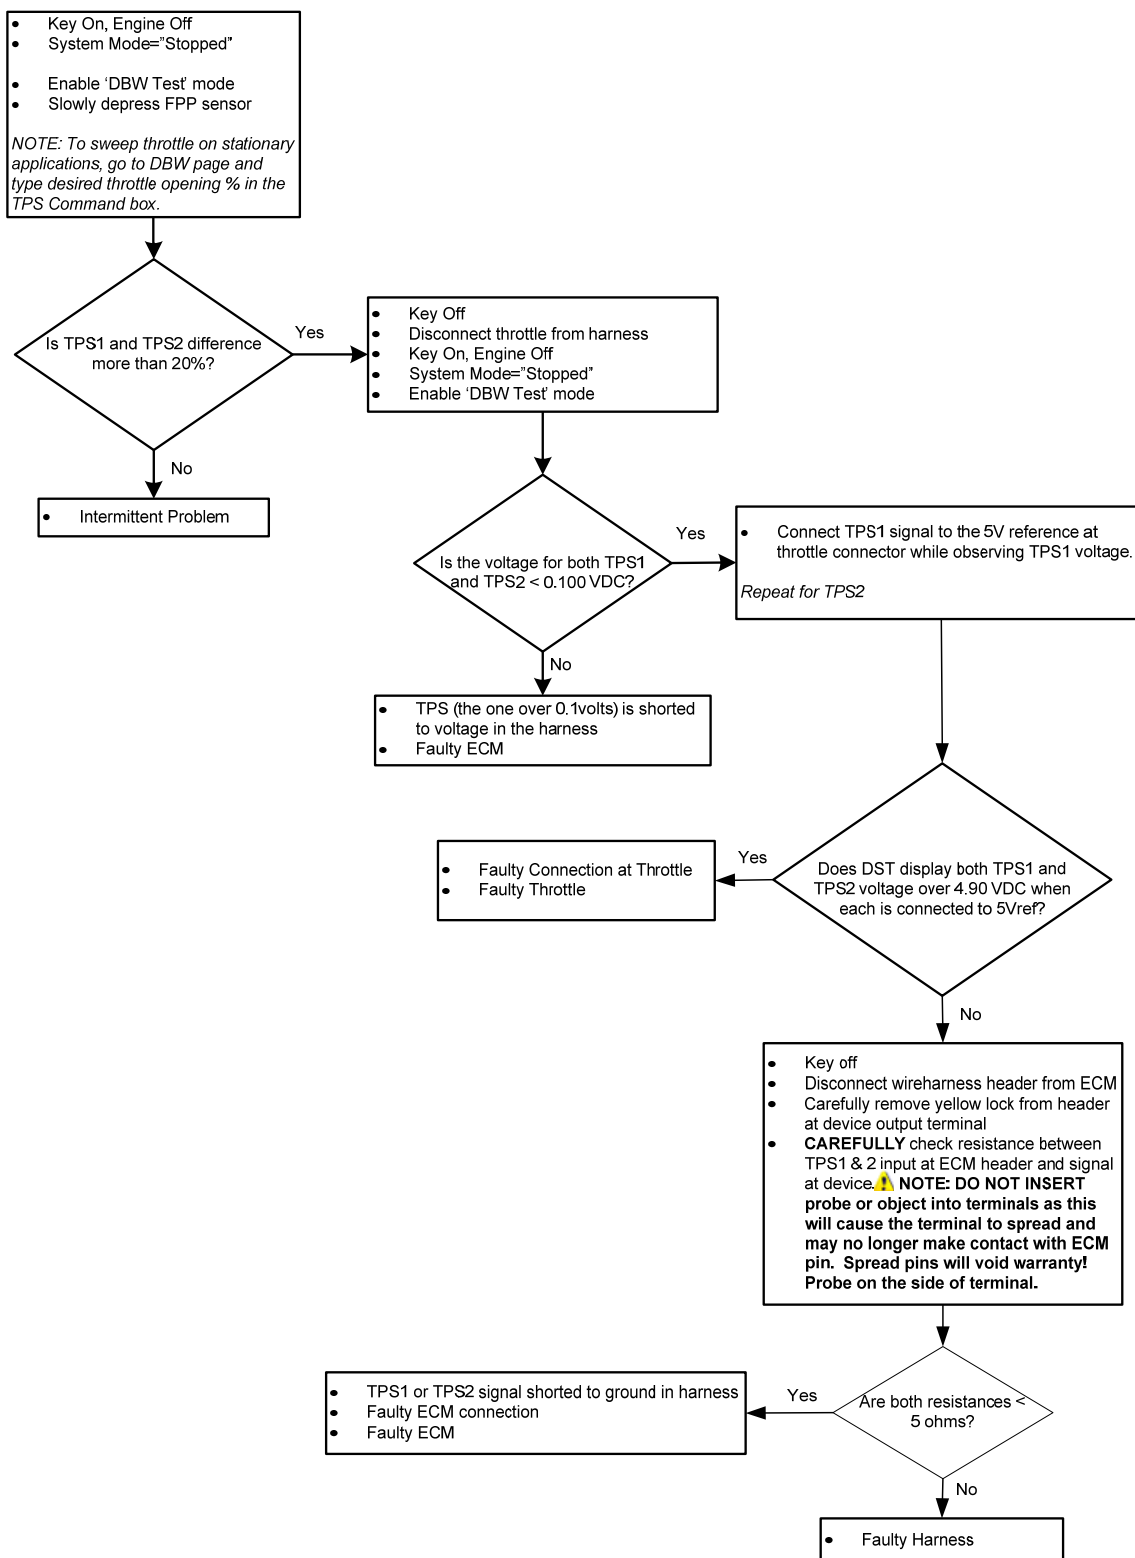 • Key On, Engine Off
• System Mode="Stopped"
• Enable 'DBW Test' mode
• Slowly depress FPP sensor
NOTE: To sweep throttle on stationary
applications, go to DBW page and
type desired throttle opening % in the
TPS Command box.
Is TPS1 and TPS2 difference
more than 20%?
Yes
No
• Intermittent Problem
• Key Off
• Disconnect throttle from harness
• Key On, Engine Off
• System Mode="Stopped"
• Enable 'DBW Test' mode
Is the voltage for both TPS1
and TPS2 < 0.100 VDC?
Yes
No
• TPS (the one over 0.1volts) is shorted
to voltage in the harness
• Faulty ECM
• Connect TPS1 signal to the 5V reference at
throttle connector while observing TPS1 voltage.
Repeat for TPS2
Does DST display both TPS1 and
TPS2 voltage over 4.90 VDC when
each is connected to 5Vref?
Yes
• Faulty Connection at Throttle
• Faulty Throttle
No
• Key off
• Disconnect wireharness header from ECM
• Carefully remove yellow lock from header
at device output terminal
• CAREFULLY check resistance between
TPS1 & 2 input at ECM header and signal
at device. NOTE: DO NOT INSERT
probe or object into terminals as this
will cause the terminal to spread and
may no longer make contact with ECM
pin. Spread pins will void warranty!
Probe on the side of terminal.
Are both resistances <
5 ohms?
Yes
• TPS1 or TPS2 signal shorted to ground in harness
• Faulty ECM connection
• Faulty ECM
No
• Faulty Harness